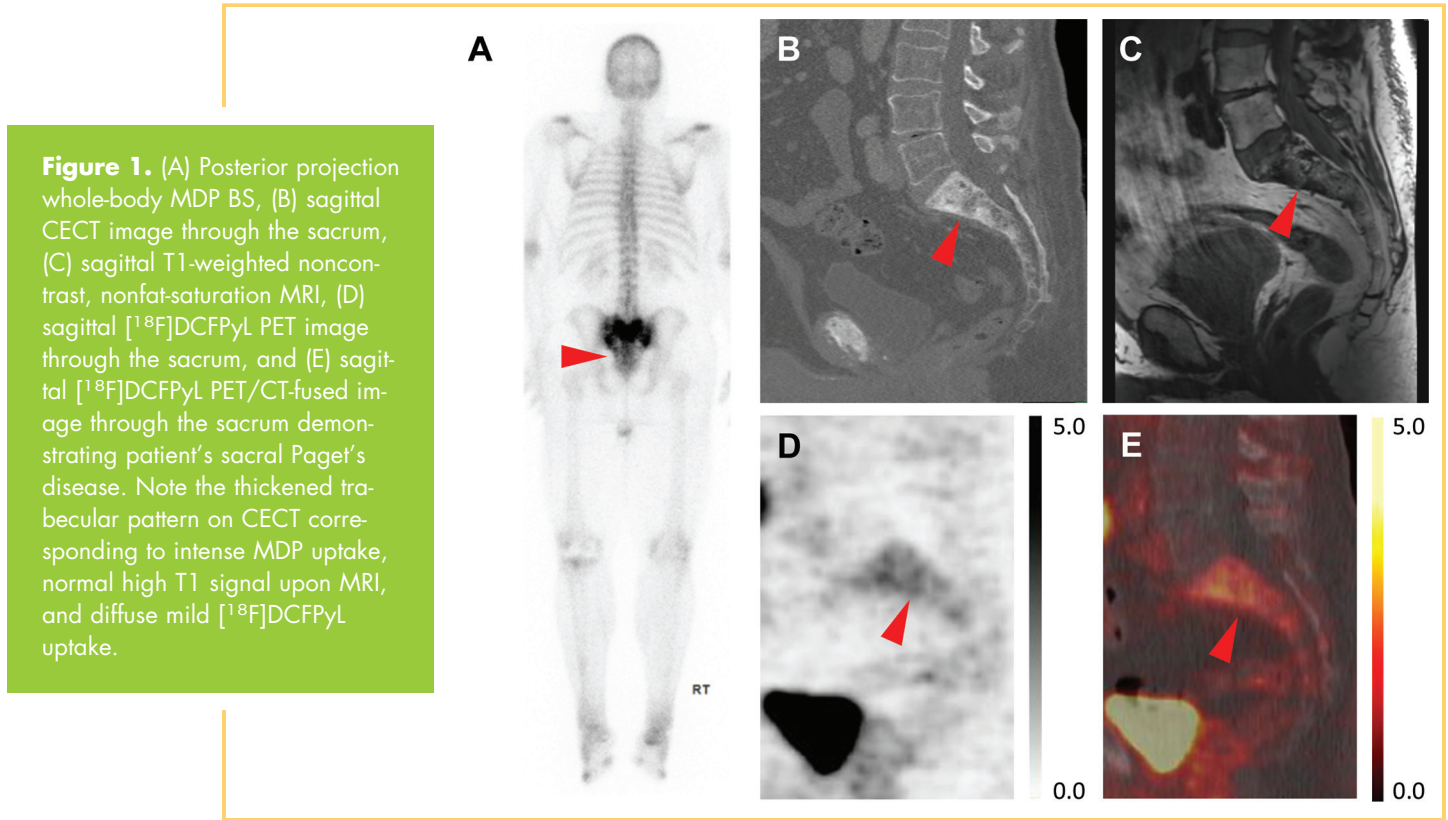 Figure 1. (A) Posterior projection
whole-body MDP BS, (B) sagittal
CECT image through the sacrum,
(C) sagittal T1-weighted noncon-
trast, nonfat-saturation MRI, (D)
sagittal [¹⁸F]DCFPyL PET image
through the sacrum, and (E) sagit-
tal [¹⁸F]DCFPyL PET/CT-fused im-
age through the sacrum demon-
strating patient’s sacral Paget’s
disease. Note the thickened tra-
becular pattern on CECT corre-
sponding to intense MDP uptake,
normal high T1 signal upon MRI,
and diffuse mild [¹⁸F]DCFPyL
uptake.
A
RT
B
C
D
5.0
0.0
E
5.0
0.0